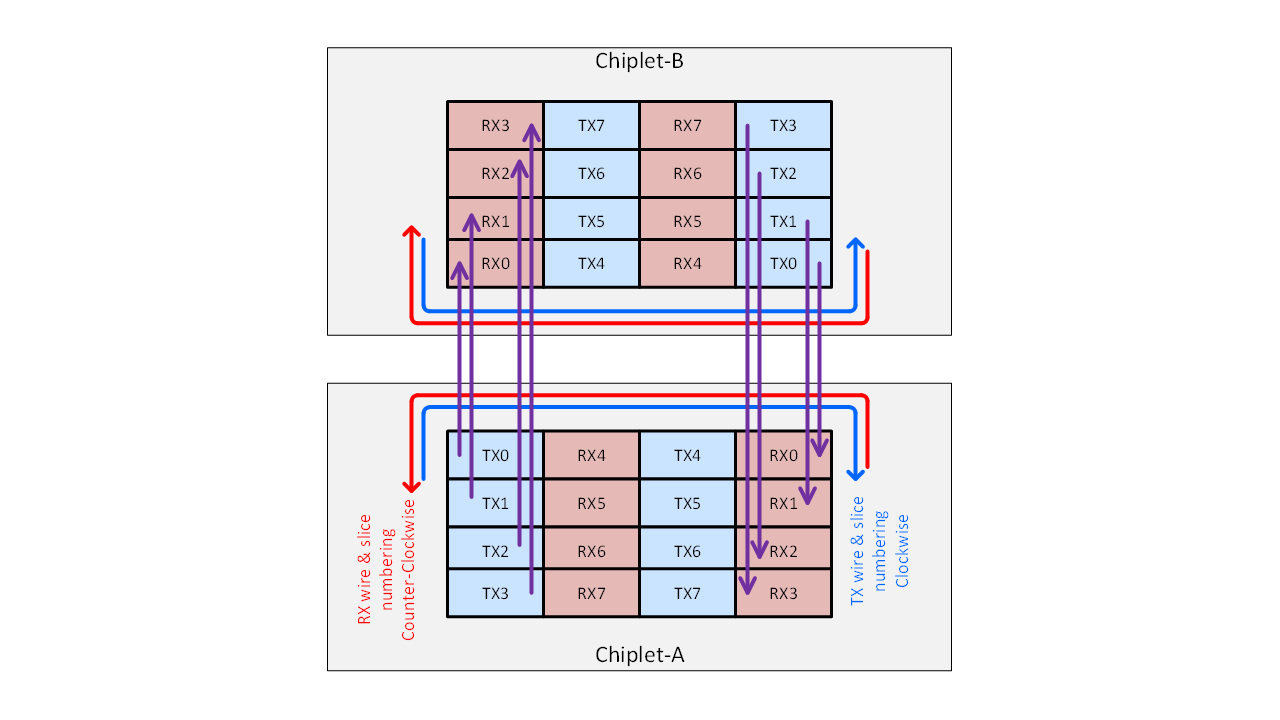 Chiplet-B
RX3 TX7 RX7 TX3
RX2 TX6 RX6 TX2
RX1 TX5 RX5 TX1
RX0 TX4 RX4 TX0
TX0 RX4 TX4 RX0
TX1 RX5 TX5 RX1
TX2 RX6 TX6 RX2
TX3 RX7 TX7 RX3
RX wire & slice
numbering
Counter-Clockwise
TX wire & slice
numbering
Clockwise
Chiplet-A